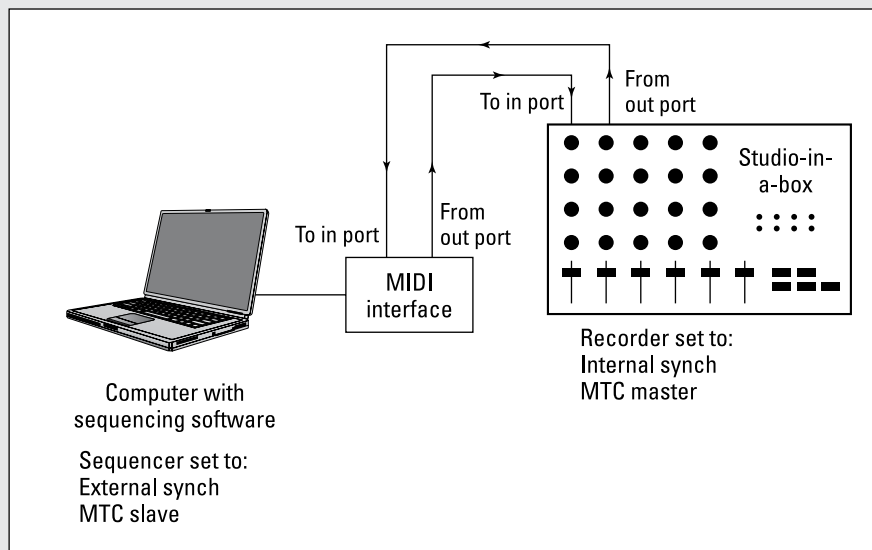 From
out port
To in port
Studio-in-
a-box
To in port
From
out port
MIDI
interface
Recorder set to:
Internal synch
MTC master
Computer with
sequencing software
Sequencer set to:
External synch
MTC slave